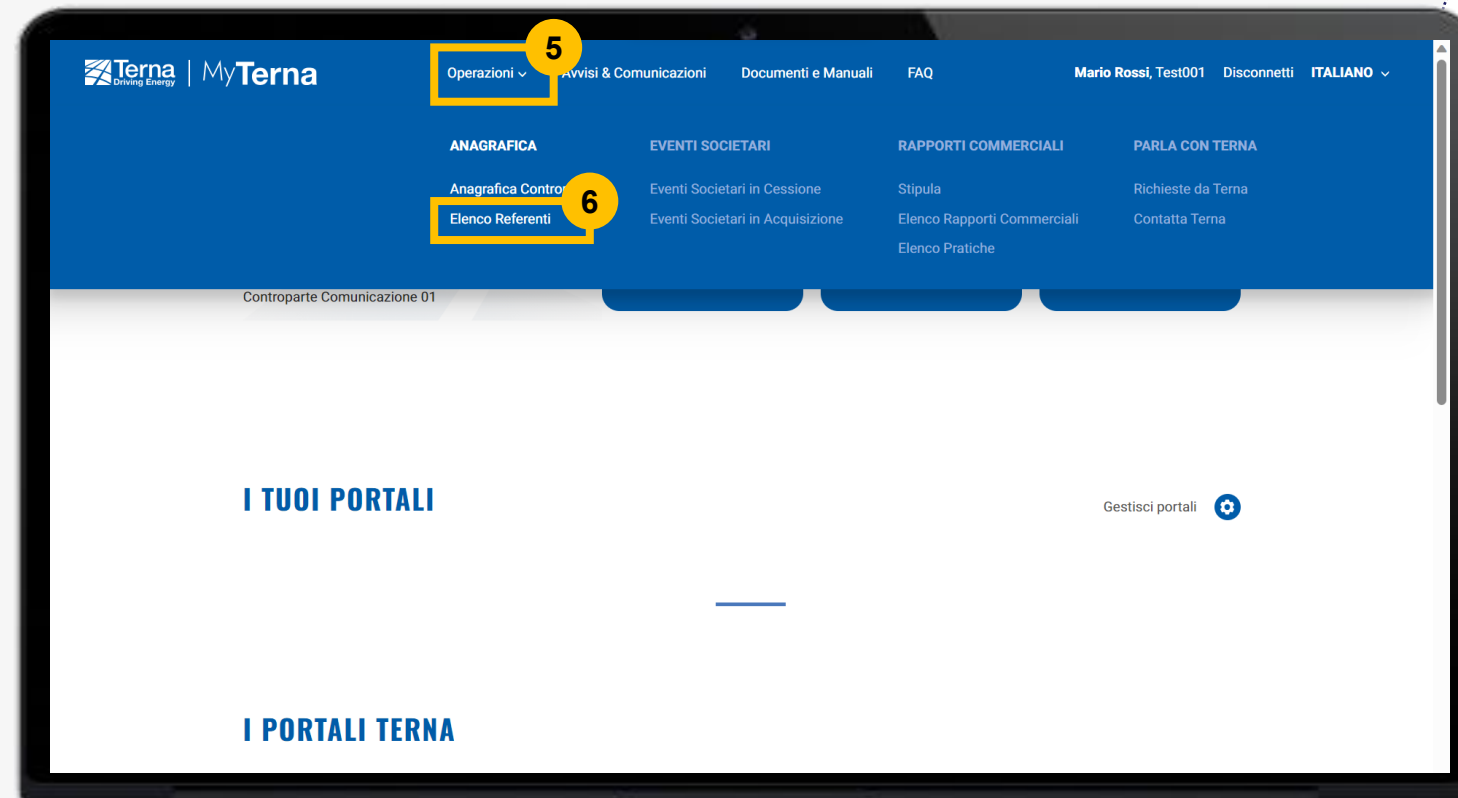 5
Terna
Driving Energy
MyTerna
Operazioni
Avvisi & Comunicazioni
Documenti e Manuali
FAQ
Mario Rossi, Test001
Disconnetti
ITALIANO
ANAGRAFICA
EVENTI SOCIETARI
RAPPORTI COMMERCIALI
PARLA CON TERNA
Anagrafica
6
Eventi Societari in Cessione
Stipula
Richieste da Terna
Elenco Referenti
Eventi Societari in Acquisizione
Elenco Rapporti Commerciali
Contatta Terna
Elenco Pratiche
Controparte Comunicazione 01
I TUOI PORTALI
Gestisci portali
I PORTALI TERNA